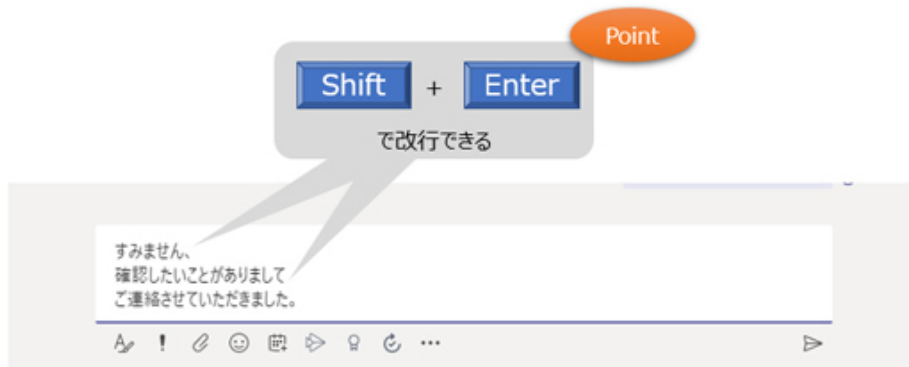 Point
Shift + Enter
で改行できる
すみません、
確認したいことがありまして
ご連絡させていただきました。